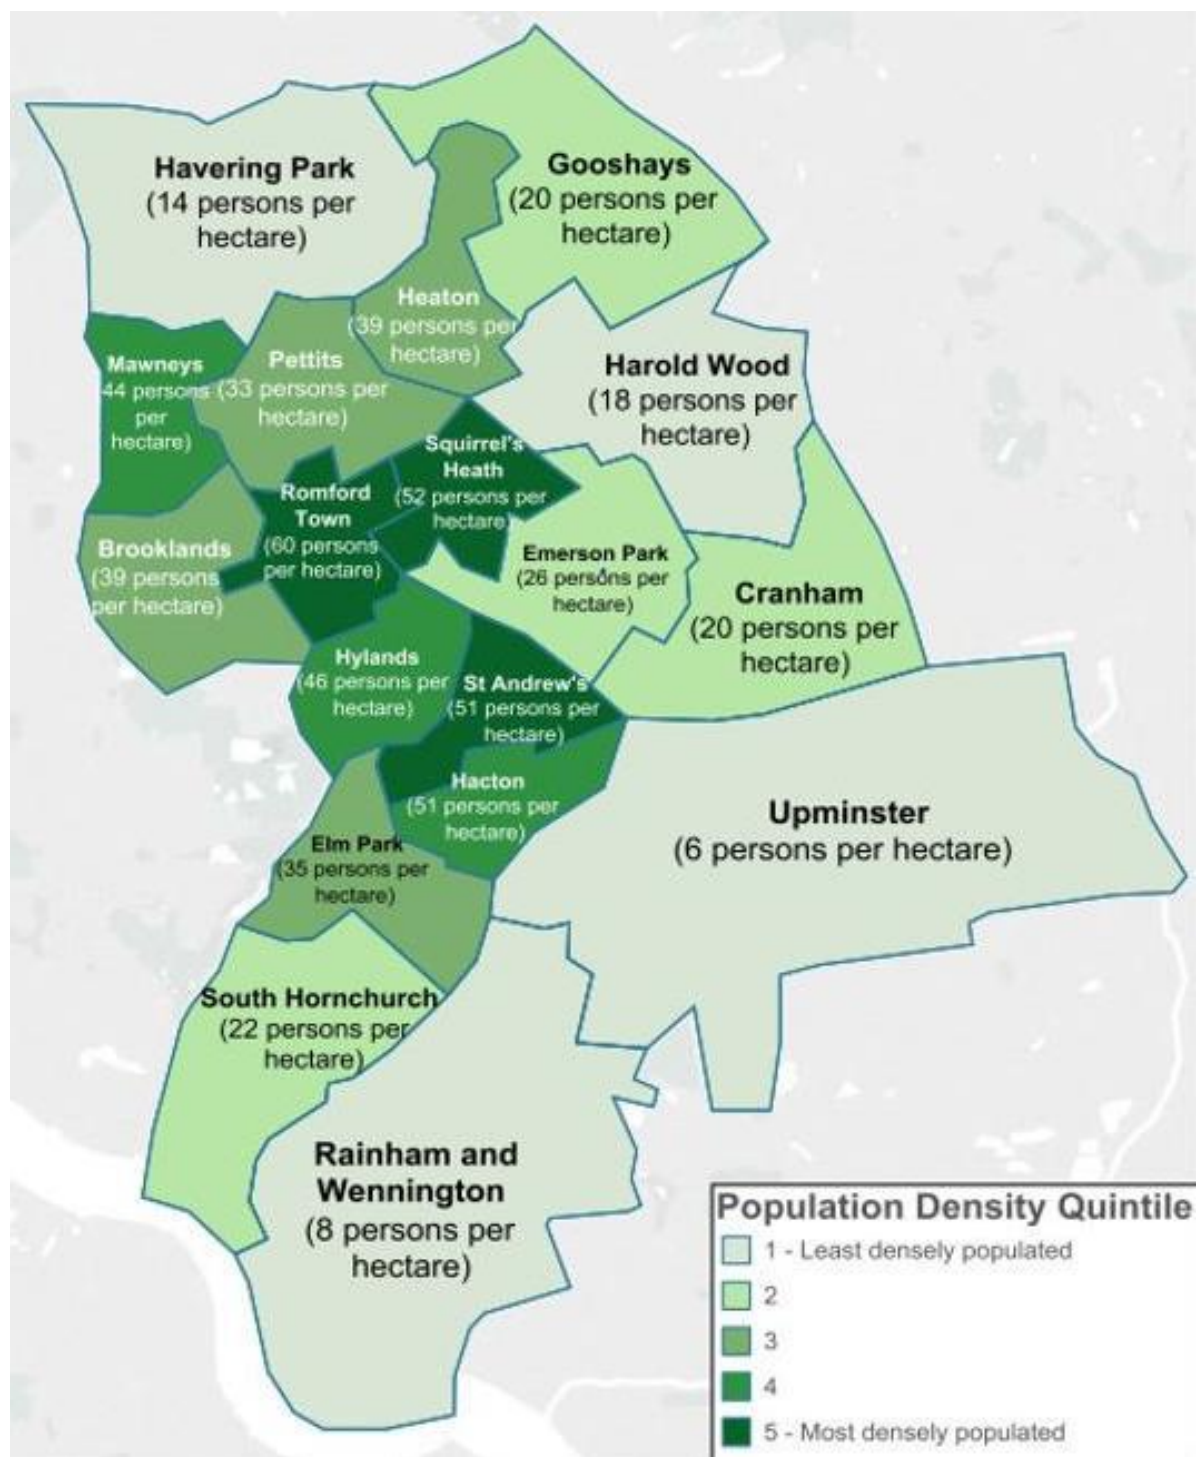 Havering Park
(14 persons per
hectare)
Gooshays
(20 persons per
hectare)
Heaton
(39 persons per
hectare)
Mawneys
44 persons
per
hectare)
Pettits
(33 persons per
hectare)
Harold Wood
(18 persons per
hectare)
Squirrel's
Heath
(52 persons per
hectare)
Romford
Town
(60 persons
per hectare)
Brooklands
(39 persons
per hectare)
Emerson Park
(26 persons per
hectare)
Cranham
(20 persons per
hectare)
Hylands
(46 persons per
hectare)
St Andrew's
(51 persons per
hectare)
Hacton
(51 persons per
hectare)
Upminster
(6 persons per hectare)
Elm Park
(35 persons per
hectare)
South Hornchurch
(22 persons per
hectare)
Rainham and
Wennington
(8 persons per
hectare)
Population Density Quintile
1 - Least densely populated
2
3
4
5 - Most densely populated